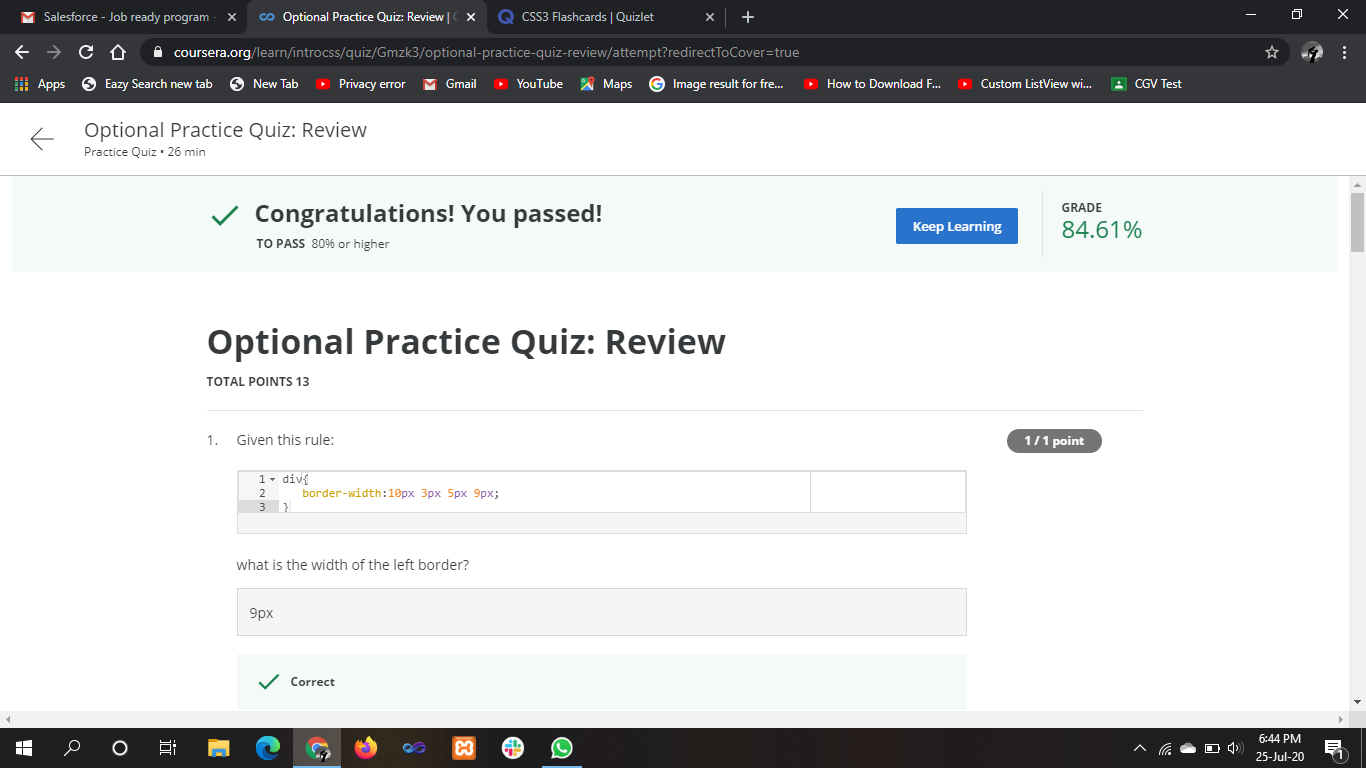 Salesforce - Job ready program -
Optional Practice Quiz: Review |
CSS3 Flashcards | Quizlet
coursera.org/learn/introcss/quiz/Gmzk3/optional-practice-quiz-review/attempt?redirectToCover=true
Apps Eazy Search new tab New Tab Privacy error Gmail YouTube Maps Image result for fre... How to Download F... Custom ListView wi... CGV Test
Optional Practice Quiz: Review
Practice Quiz • 26 min
Congratulations! You passed!
TO PASS 80% or higher
Keep Learning
GRADE
84.61%
Optional Practice Quiz: Review
TOTAL POINTS 13
1. Given this rule:
1 / 1 point
1 div{
2 border-width:10px 3px 5px 9px;
3 }
what is the width of the left border?
9px
Correct
6:44 PM
25-Jul-20
1